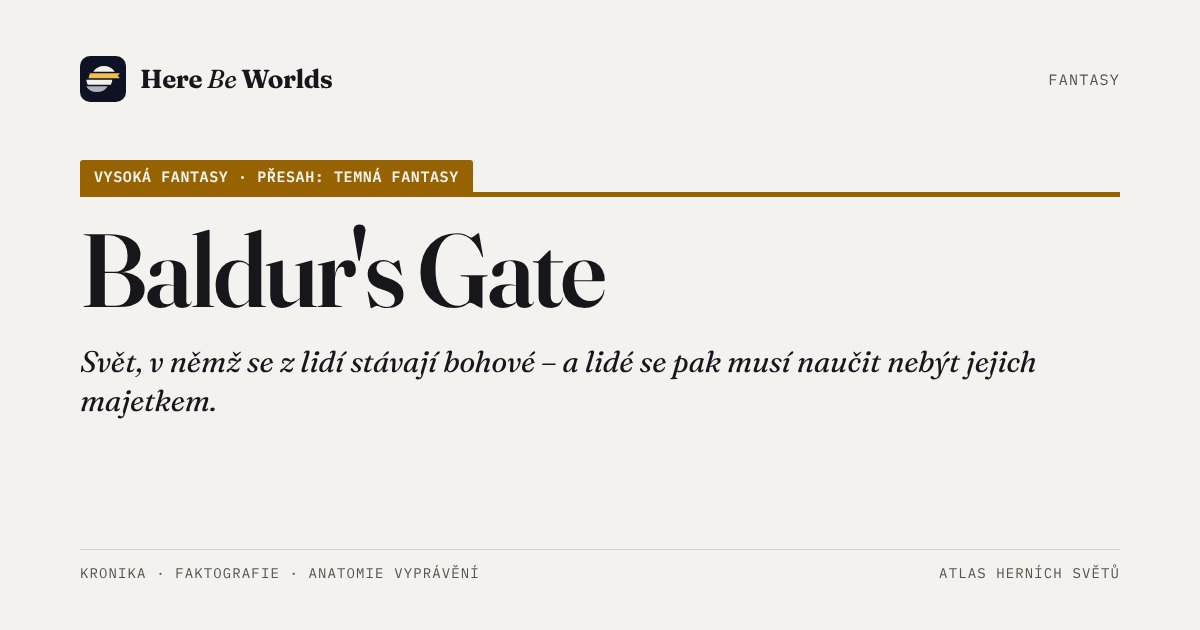 Here Be Worlds
FANTASY
VYSOKÁ FANTASY · PŘESAH: TEMNÁ FANTASY
Baldur's Gate
Svět, v němž se z lidí stávají bohové – a lidé se pak musí naučit nebýt jejich
majetkem.
KRONIKA · FAKTOGRAFIE · ANATOMIE VYPRÁVĚNÍ
ATLAS HERNÍCH SVĚTŮ